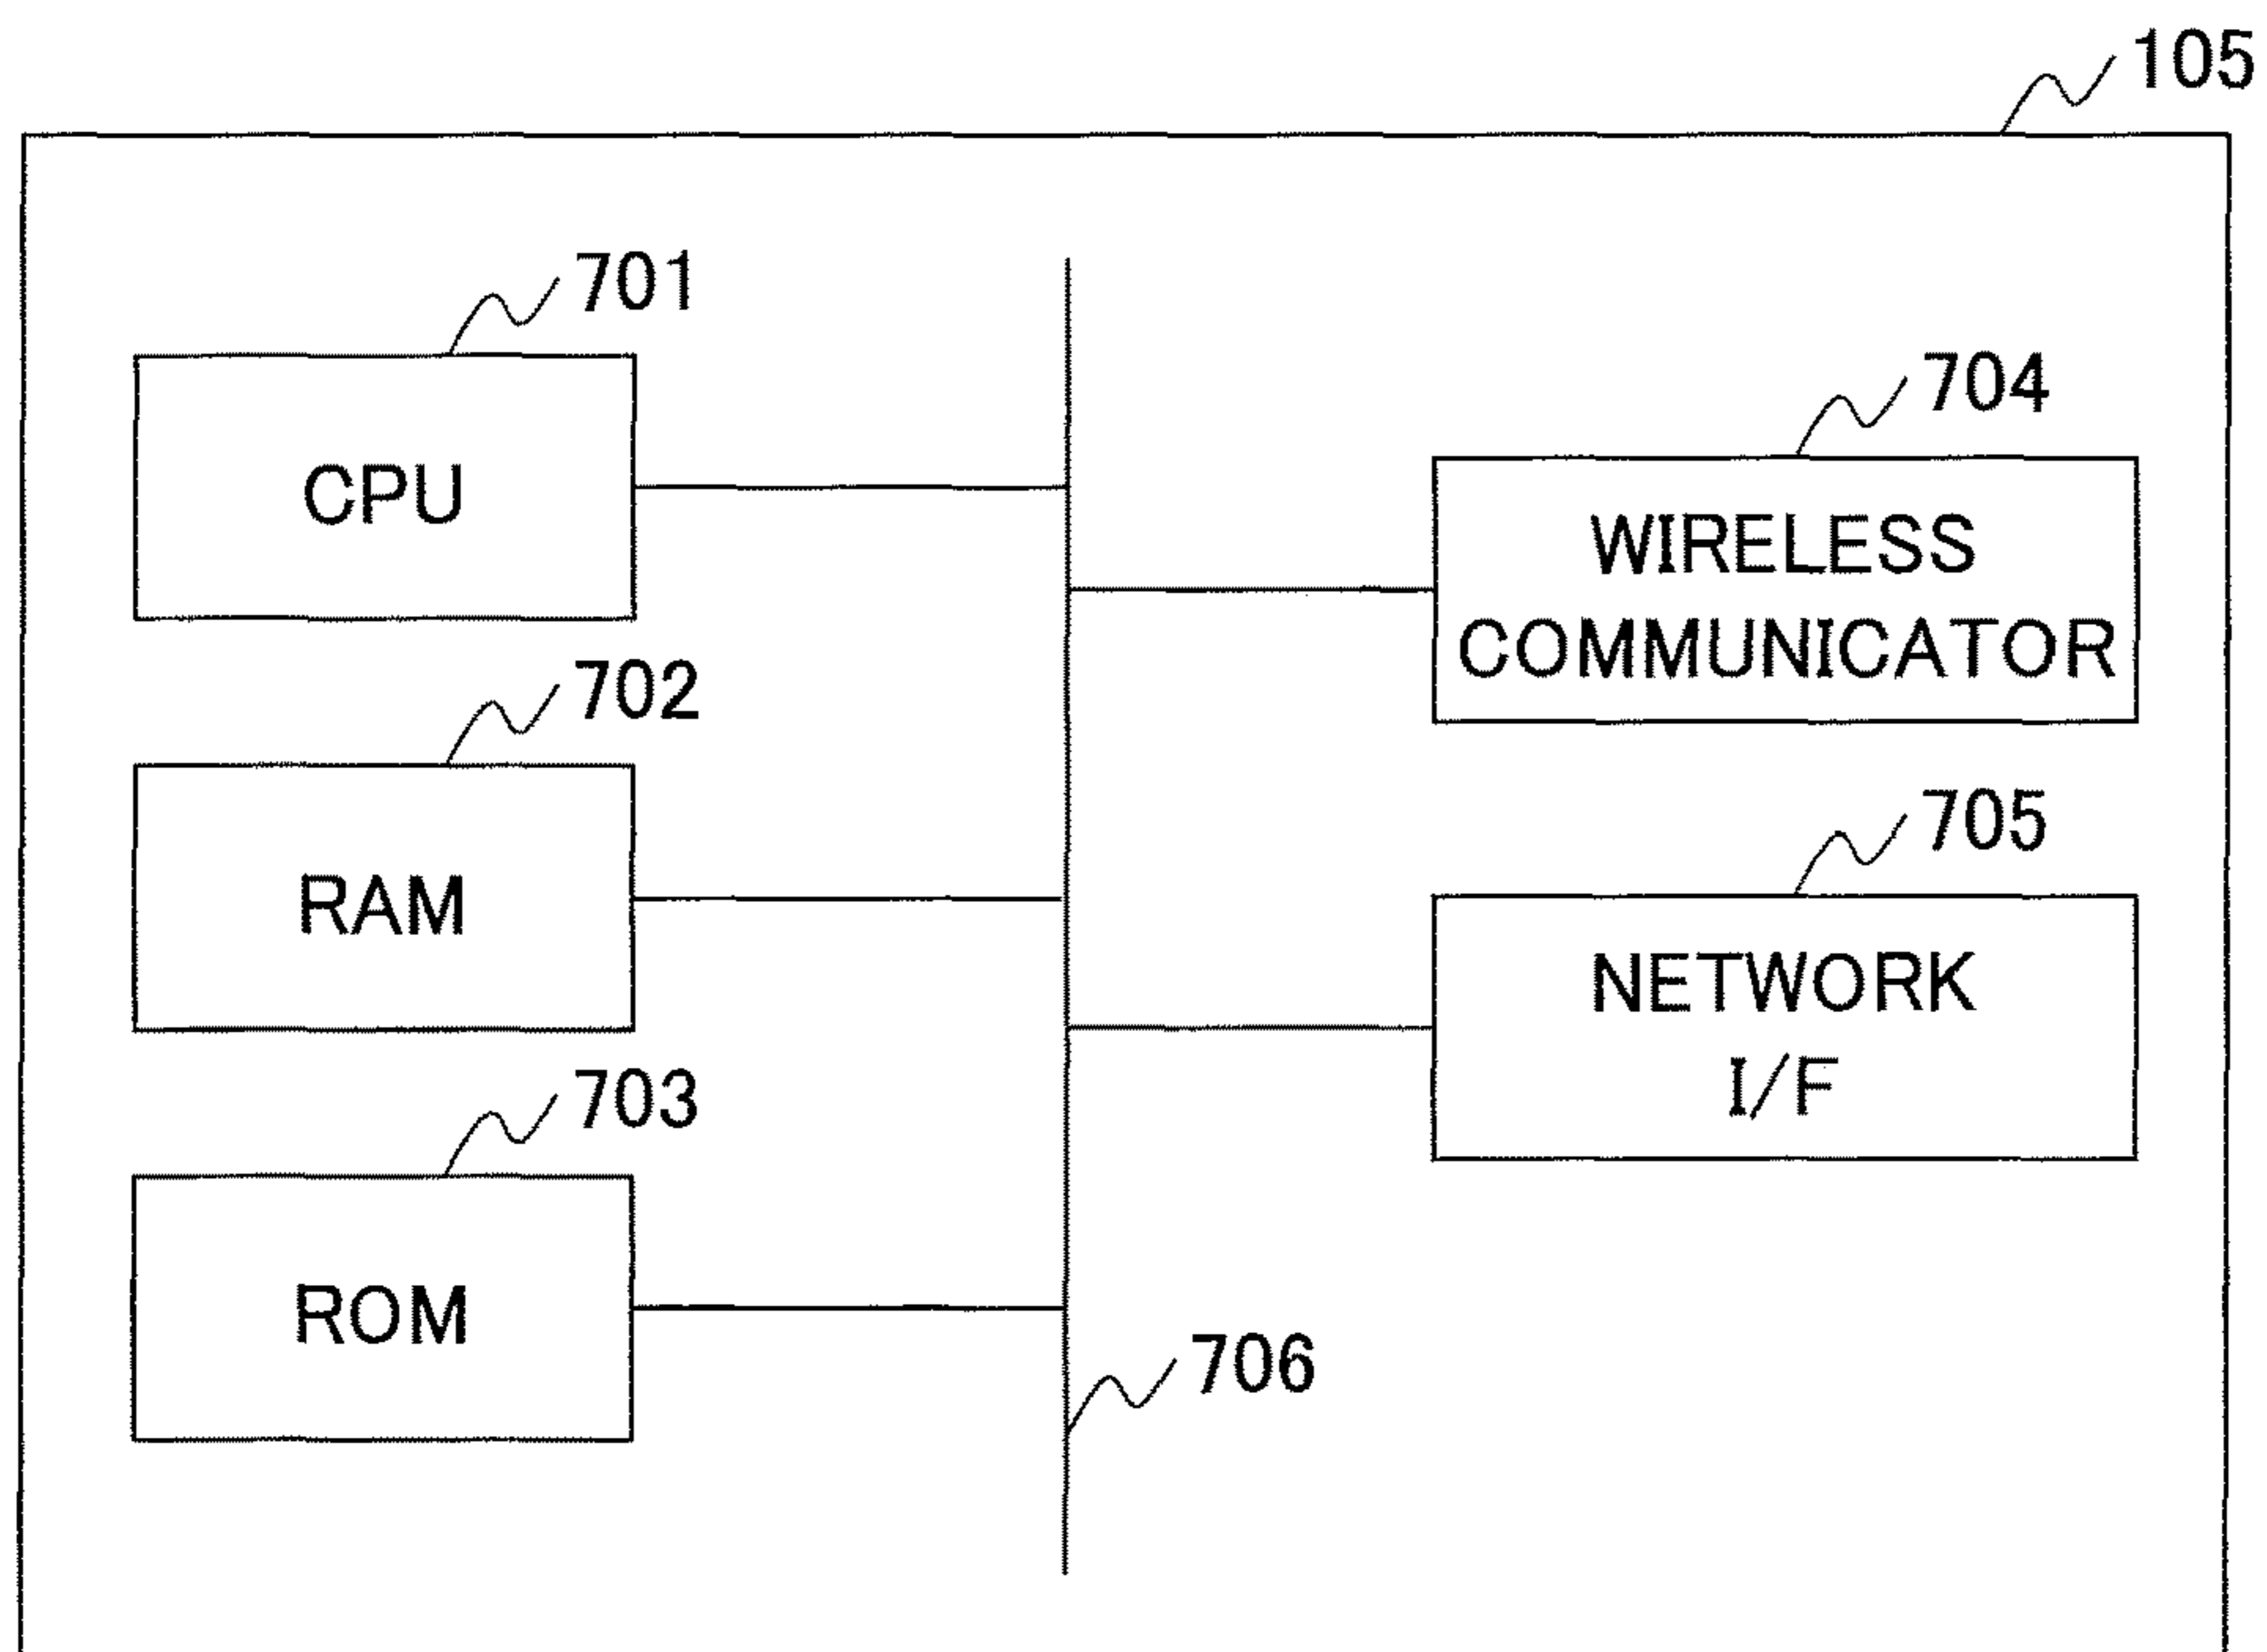 105
701
CPU
704
WIRELESS
COMMUNICATOR
702
RAM
705
NETWORK
I/F
703
ROM
706